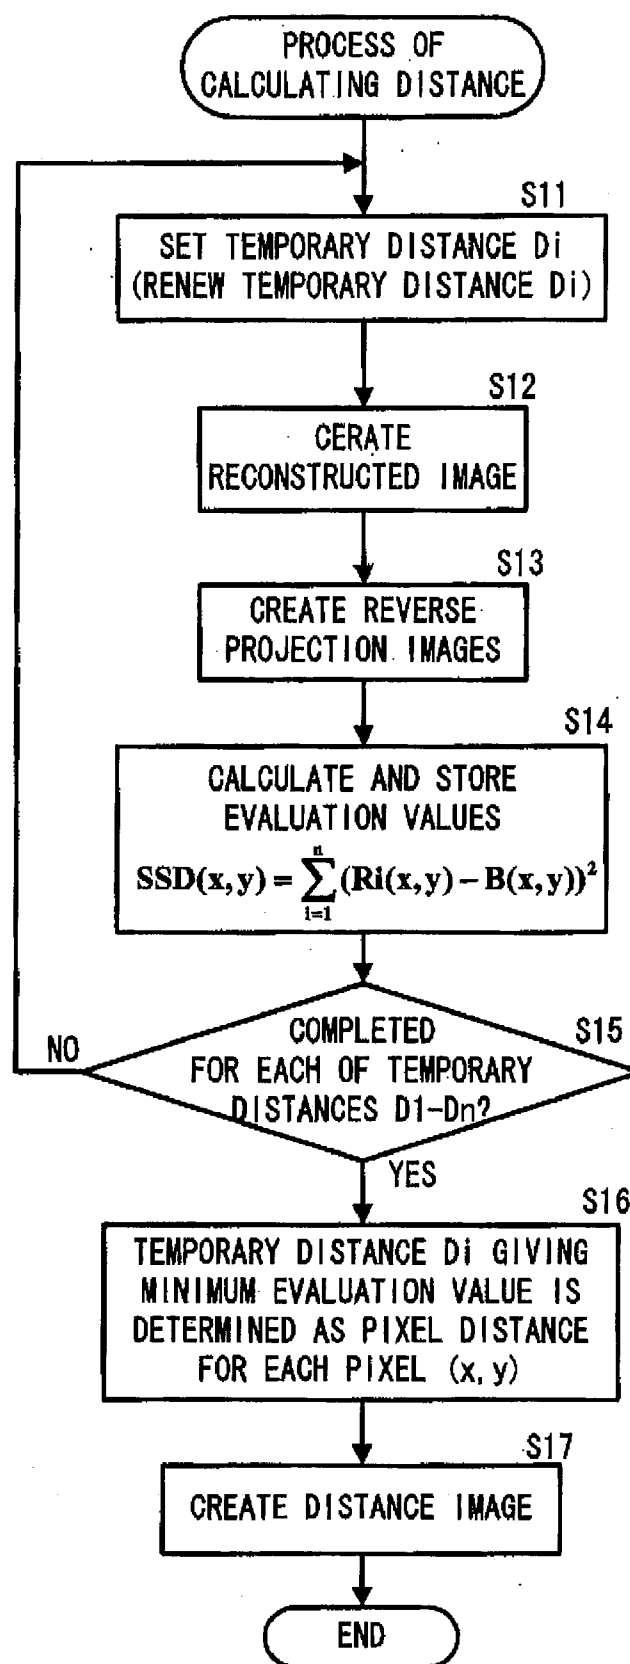 PROCESS OF
CALCULATING DISTANCE
S11
SET TEMPORARY DISTANCE Di
(RENEW TEMPORARY DISTANCE Di)
S12
CERATE
RECONSTRUCTED IMAGE
S13
CREATE REVERSE
PROJECTION IMAGES
S14
CALCULATE AND STORE
EVALUATION VALUES
SSD(x,y) = ∑_{i=1}^{n} (Ri(x,y) − B(x,y))²
S15
COMPLETED
FOR EACH OF TEMPORARY
DISTANCES D1-Dn?
NO
YES
S16
TEMPORARY DISTANCE Di GIVING
MINIMUM EVALUATION VALUE IS
DETERMINED AS PIXEL DISTANCE
FOR EACH PIXEL (x, y)
S17
CREATE DISTANCE IMAGE
END